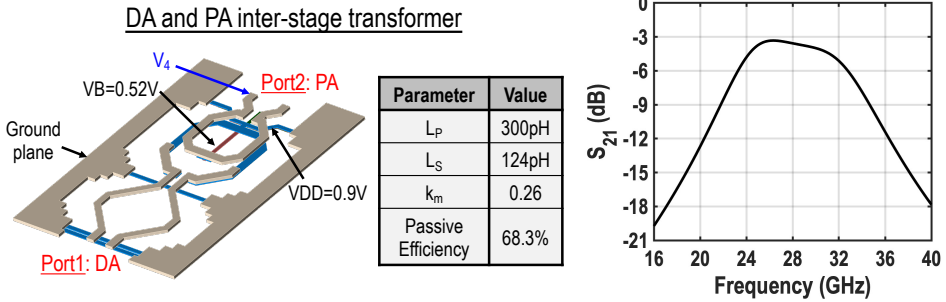 DA and PA inter-stage transformer
V4
Port2: PA
VB=0.52V
Ground
plane
VDD=0.9V
Port1: DA
Parameter Value
LP 300pH
LS 124pH
km 0.26
Passive
Efficiency 68.3%
S21 (dB)
0
-3
-6
-9
-12
-15
-18
-21
16 20 24 28 32 36 40
Frequency (GHz)